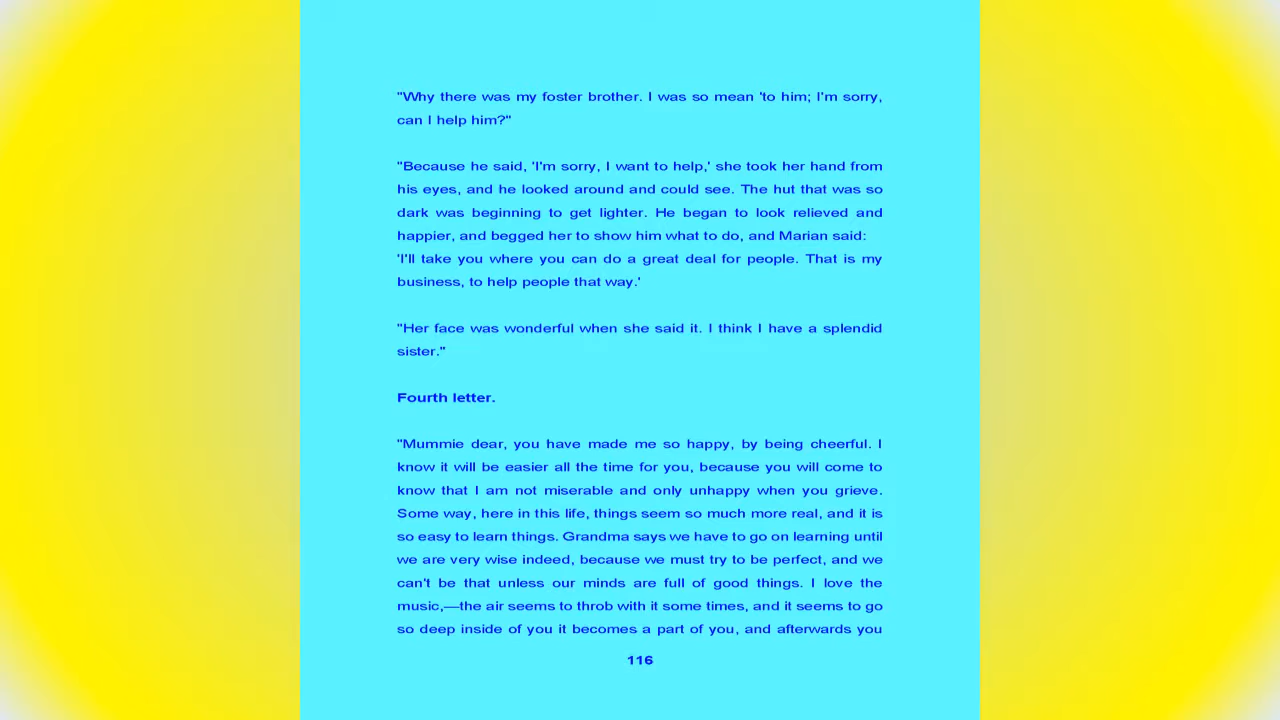 "Why there was my foster brother. I was so mean 'to him; I'm sorry,
can I help him?"
"Because he said, 'I'm sorry, I want to help,' she took her hand from
his eyes, and he looked around and could see. The hut that was so
dark was beginning to get lighter. He began to look relieved and
happier, and begged her to show him what to do, and Marian said:
'I'll take you where you can do a great deal for people. That is my
business, to help people that way.'
"Her face was wonderful when she said it. I think I have a splendid
sister."
Fourth letter.
"Mummie dear, you have made me so happy, by being cheerful. I
know it will be easier all the time for you, because you will come to
know that I am not miserable and only unhappy when you grieve.
Some way, here in this life, things seem so much more real, and it is
so easy to learn things. Grandma says we have to go on learning until
we are very wise indeed, because we must try to be perfect, and we
can't be that unless our minds are full of good things. I love the
music,—the air seems to throb with it some times, and it seems to go
so deep inside of you it becomes a part of you, and afterwards you
116